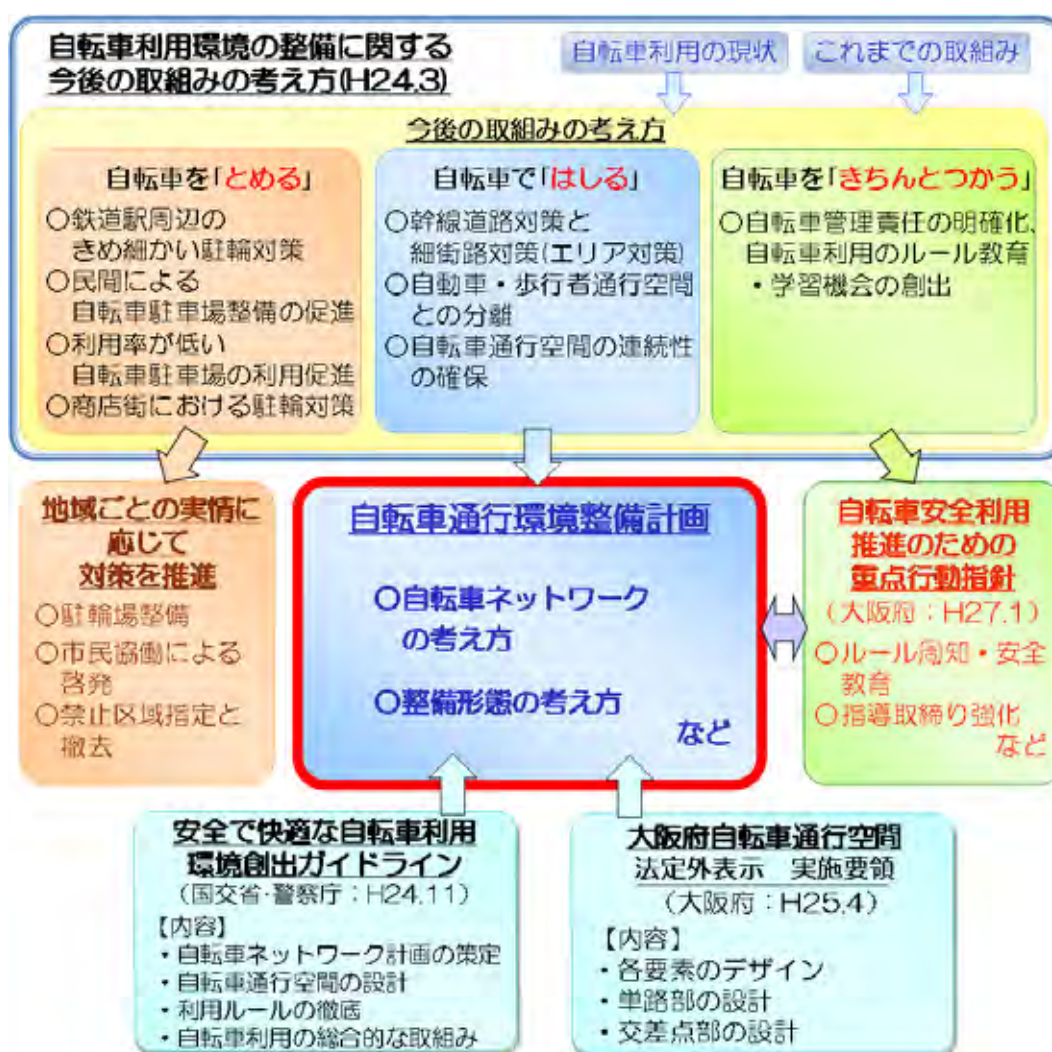 自転車利用環境の整備に関する
今後の取組みの考え方(H24.3)
自転車利用の現状
これまでの取組み
今後の取組みの考え方
自転車を「とめる」
○鉄道駅周辺の
きめ細かい駐輪対策
○民間による
自転車駐車場整備の促進
○利用率が低い
自転車駐車場の利用促進
○商店街における駐輪対策
自転車で「はしる」
○幹線道路対策と
細街路対策(エリア対策)
○自動車・歩行者通行空間
との分離
○自転車通行空間の連続性
の確保
自転車を「きちんとつかう」
○自転車管理責任の明確化、
自転車利用のルール教育
・学習機会の創出
地域ごとの実情に
応じて
対策を推進
○駐輪場整備
○市民協働による
啓発
○禁止区域指定と
撤去
自転車通行環境整備計画
○自転車ネットワーク
の考え方
○整備形態の考え方
など
自転車安全利用
推進のための
重点行動指針
(大阪府：H27.1)
○ルール周知・安全
教育
○指導取締り強化
など
安全で快適な自転車利用
環境創出ガイドライン
(国交省・警察庁：H24.11)
【内容】
・自転車ネットワーク計画の策定
・自転車通行空間の設計
・利用ルールの徹底
・自転車利用の総合的な取組み
大阪府自転車通行空間
法定外表示　実施要領
(大阪府：H25.4)
【内容】
・各要素のデザイン
・単路部の設計
・交差点部の設計